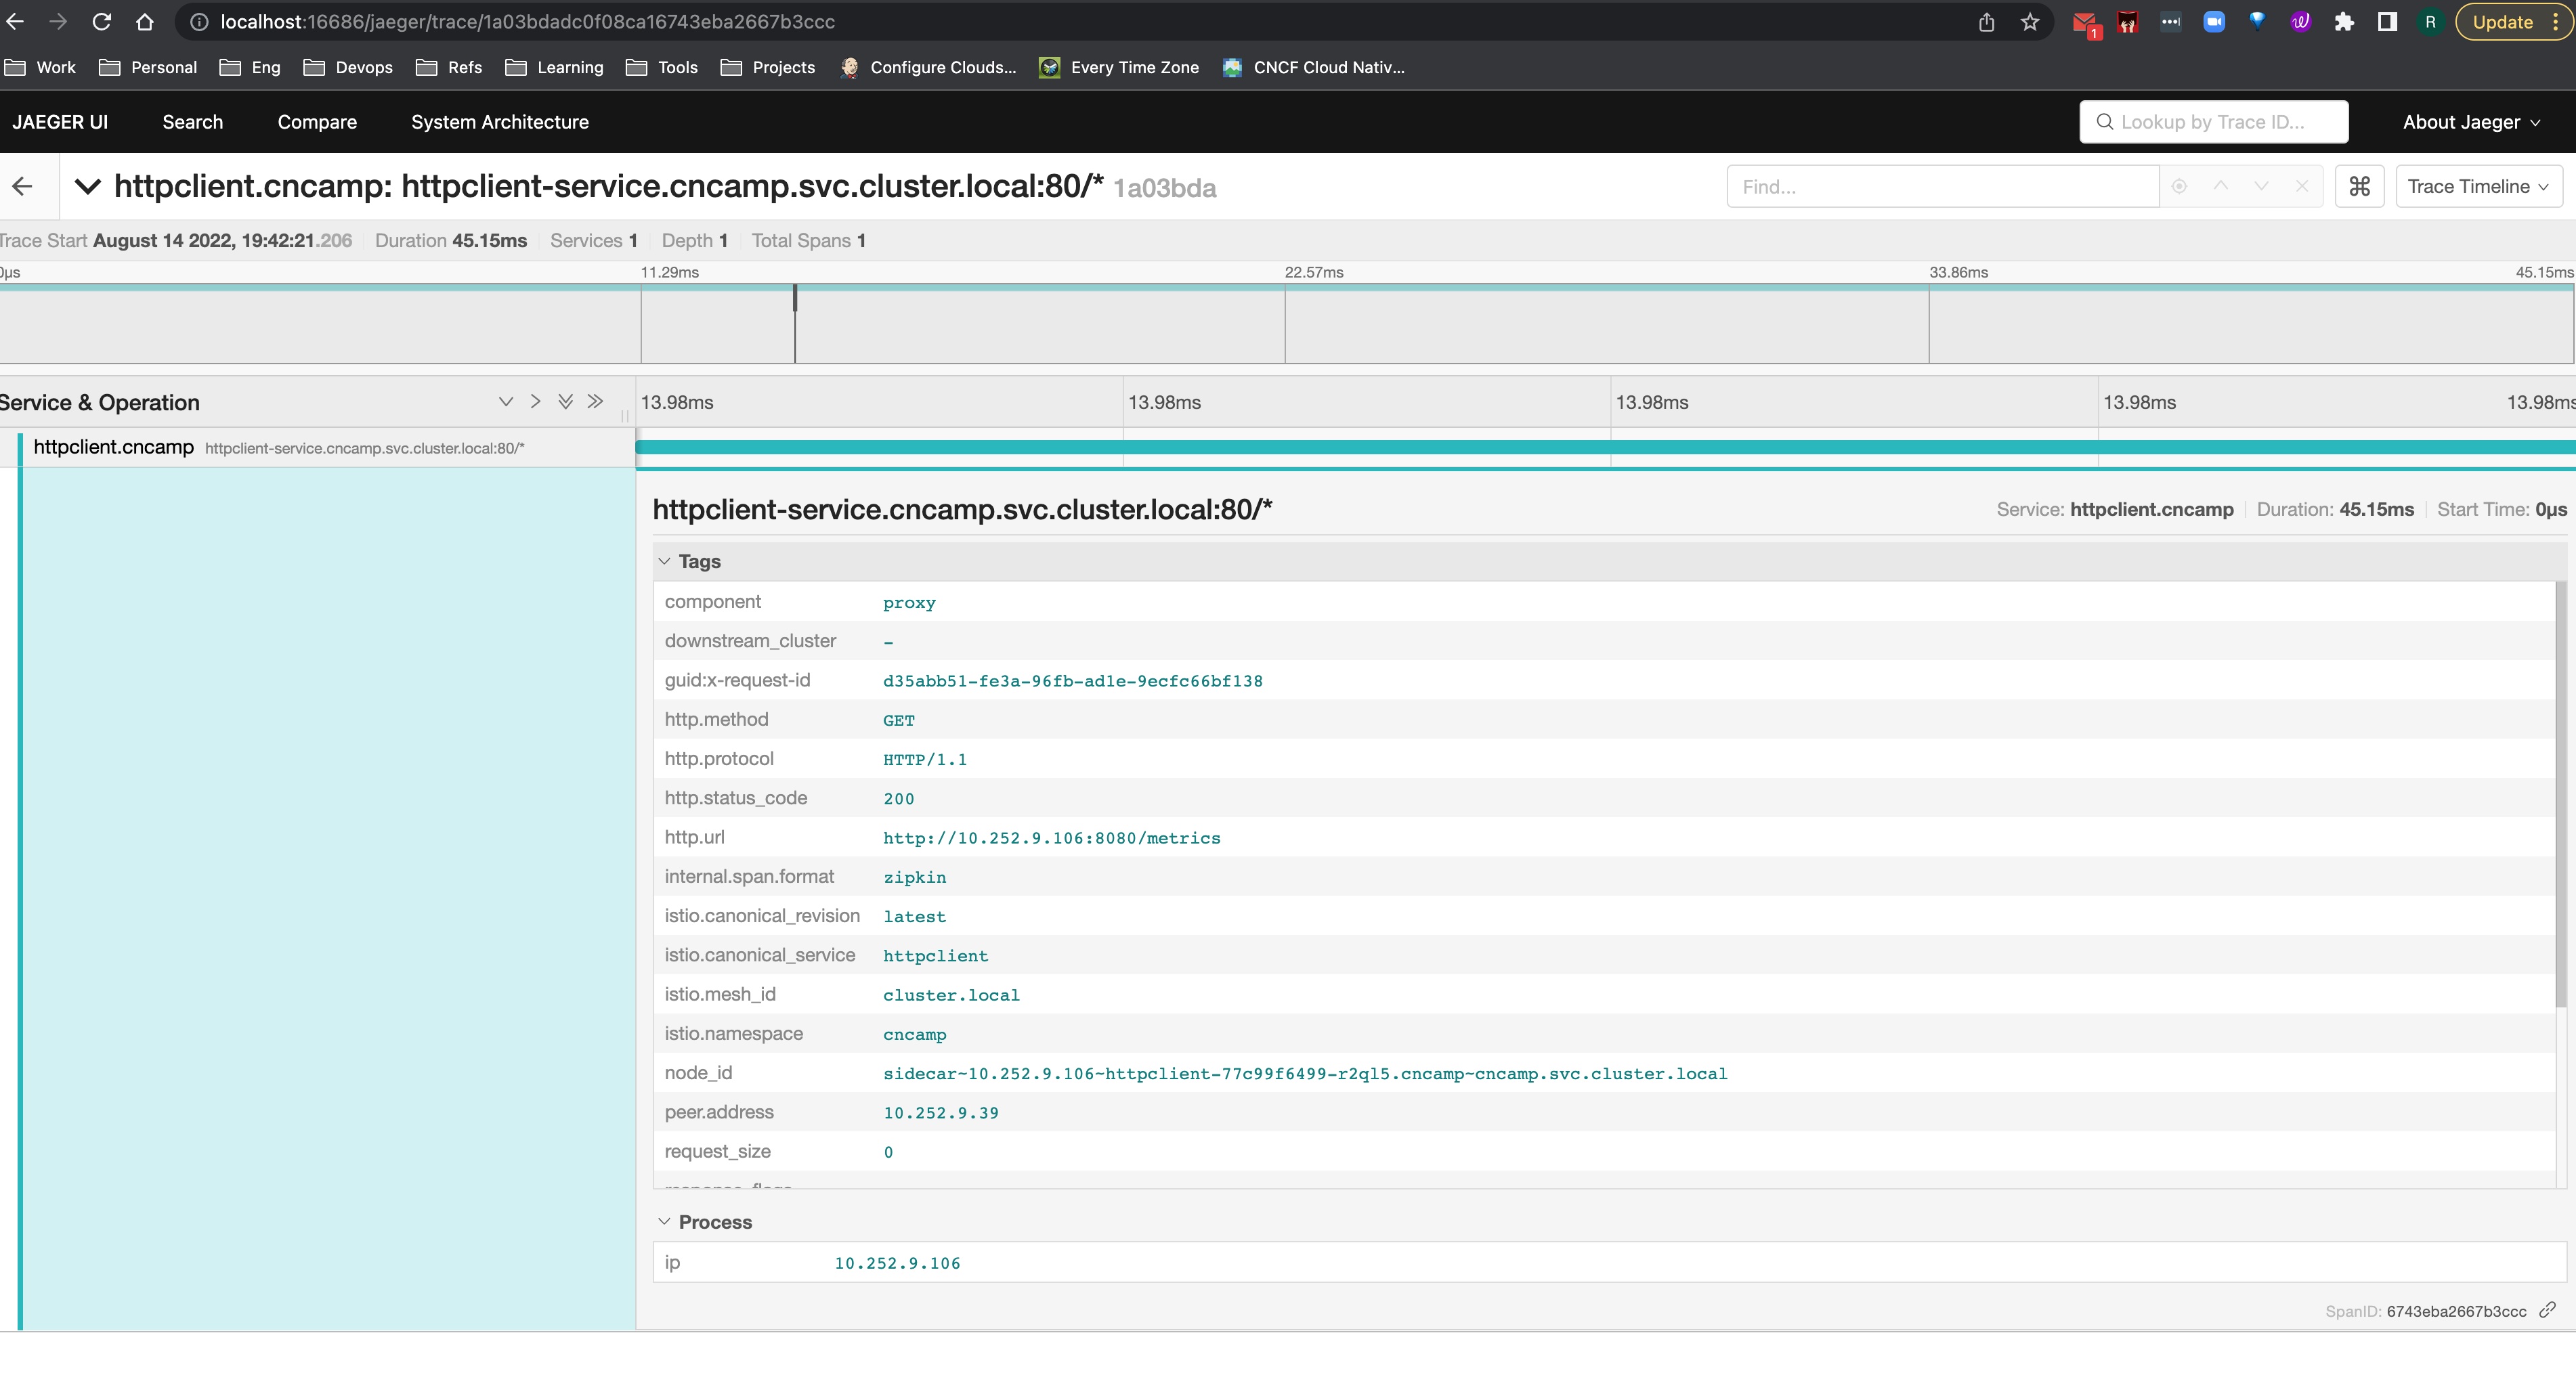 localhost:16686/jaeger/trace/1a03bdadc0f08ca16743eba2667b3ccc
1
R
Update
Work Personal Eng Devops Refs Learning Tools Projects Configure Clouds... Every Time Zone CNCF Cloud Nativ...
JAEGER UI Search Compare System Architecture Lookup by Trace ID... About Jaeger
httpclient.cncamp: httpclient-service.cncamp.svc.cluster.local:80/* 1a03bda Find... ⌘ Trace Timeline
Trace Start August 14 2022, 19:42:21.206 Duration 45.15ms Services 1 Depth 1 Total Spans 1
0µs 11.29ms 22.57ms 33.86ms 45.15ms
Service & Operation 13.98ms 13.98ms 13.98ms 13.98ms 13.98ms
httpclient.cncamp httpclient-service.cncamp.svc.cluster.local:80/*
httpclient-service.cncamp.svc.cluster.local:80/* Service: httpclient.cncamp Duration: 45.15ms Start Time: 0µs
Tags
component proxy
downstream_cluster -
guid:x-request-id d35abb51-fe3a-96fb-ad1e-9ecfc66bf138
http.method GET
http.protocol HTTP/1.1
http.status_code 200
http.url http://10.252.9.106:8080/metrics
internal.span.format zipkin
istio.canonical_revision latest
istio.canonical_service httpclient
istio.mesh_id cluster.local
istio.namespace cncamp
node_id sidecar~10.252.9.106~httpclient-77c99f6499-r2ql5.cncamp~cncamp.svc.cluster.local
peer.address 10.252.9.39
request_size 0
Process
ip 10.252.9.106
SpanID: 6743eba2667b3ccc